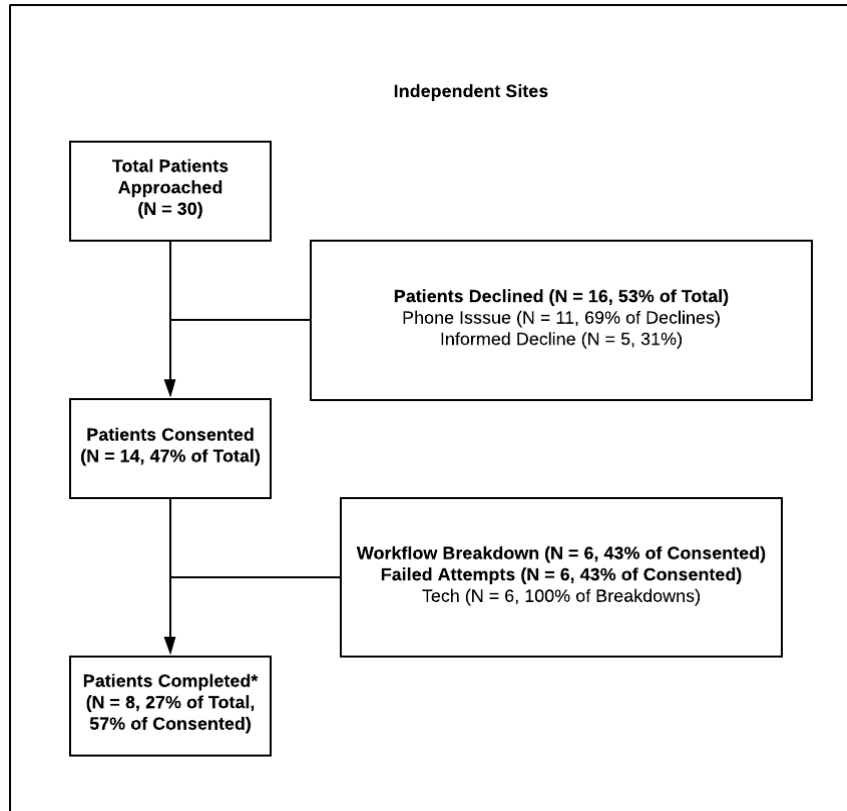 Independent Sites
Total Patients
Approached
(N = 30)
Patients Declined (N = 16, 53% of Total)
Phone Isssue (N = 11, 69% of Declines)
Informed Decline (N = 5, 31%)
Patients Consented
(N = 14, 47% of Total)
Workflow Breakdown (N = 6, 43% of Consented)
Failed Attempts (N = 6, 43% of Consented)
Tech (N = 6, 100% of Breakdowns)
Patients Completed*
(N = 8, 27% of Total,
57% of Consented)